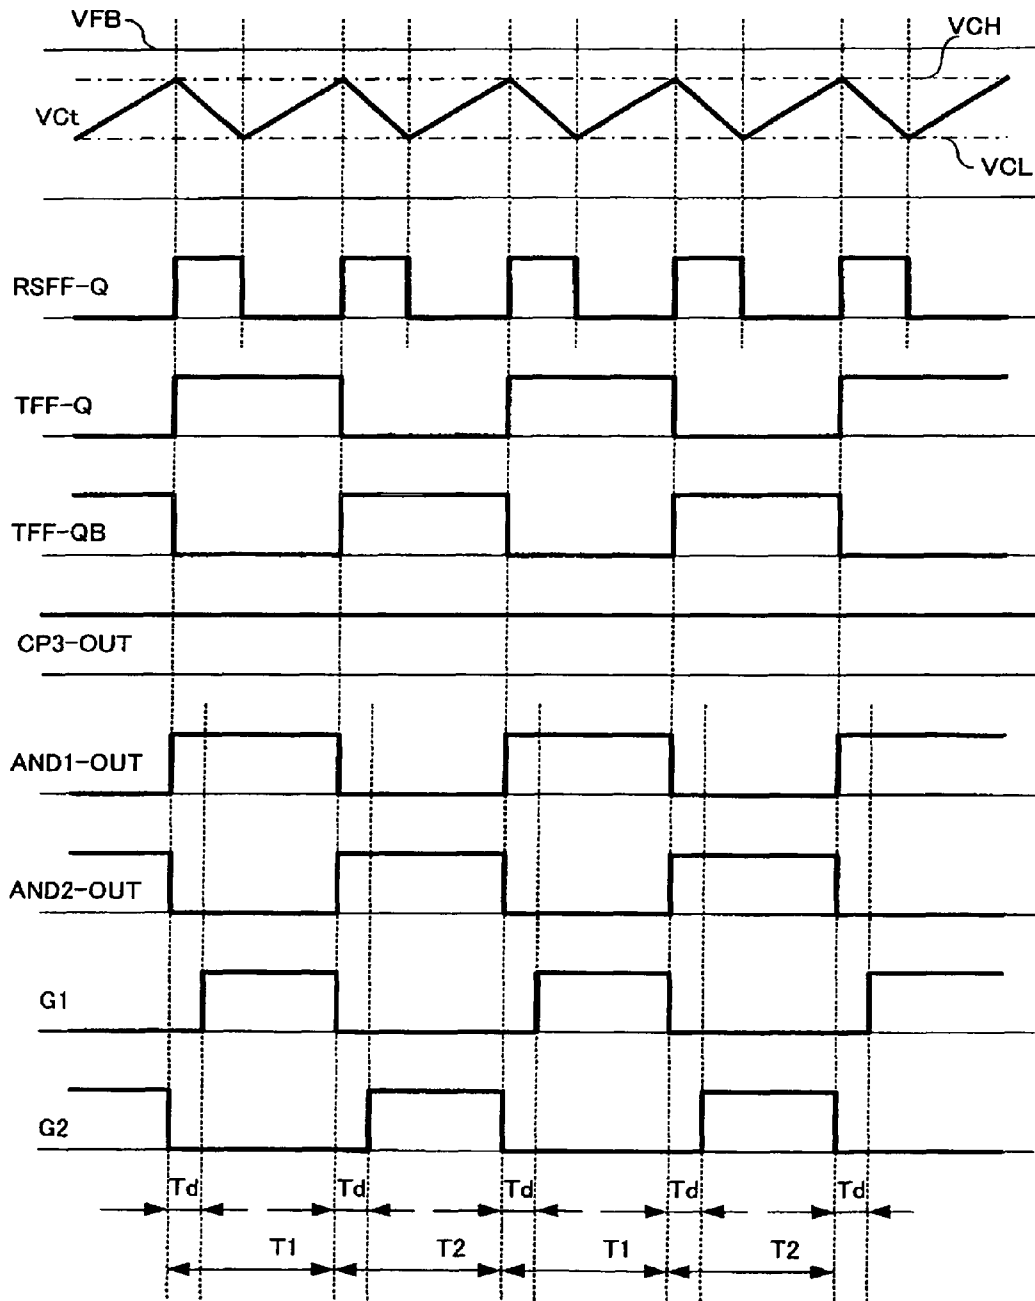 VFB
VCH
VCt
VCL
RSFF-Q
TFF-Q
TFF-QB
CP3-OUT
AND1-OUT
AND2-OUT
G1
G2
Td Td Td Td Td
T1 T2 T1 T2